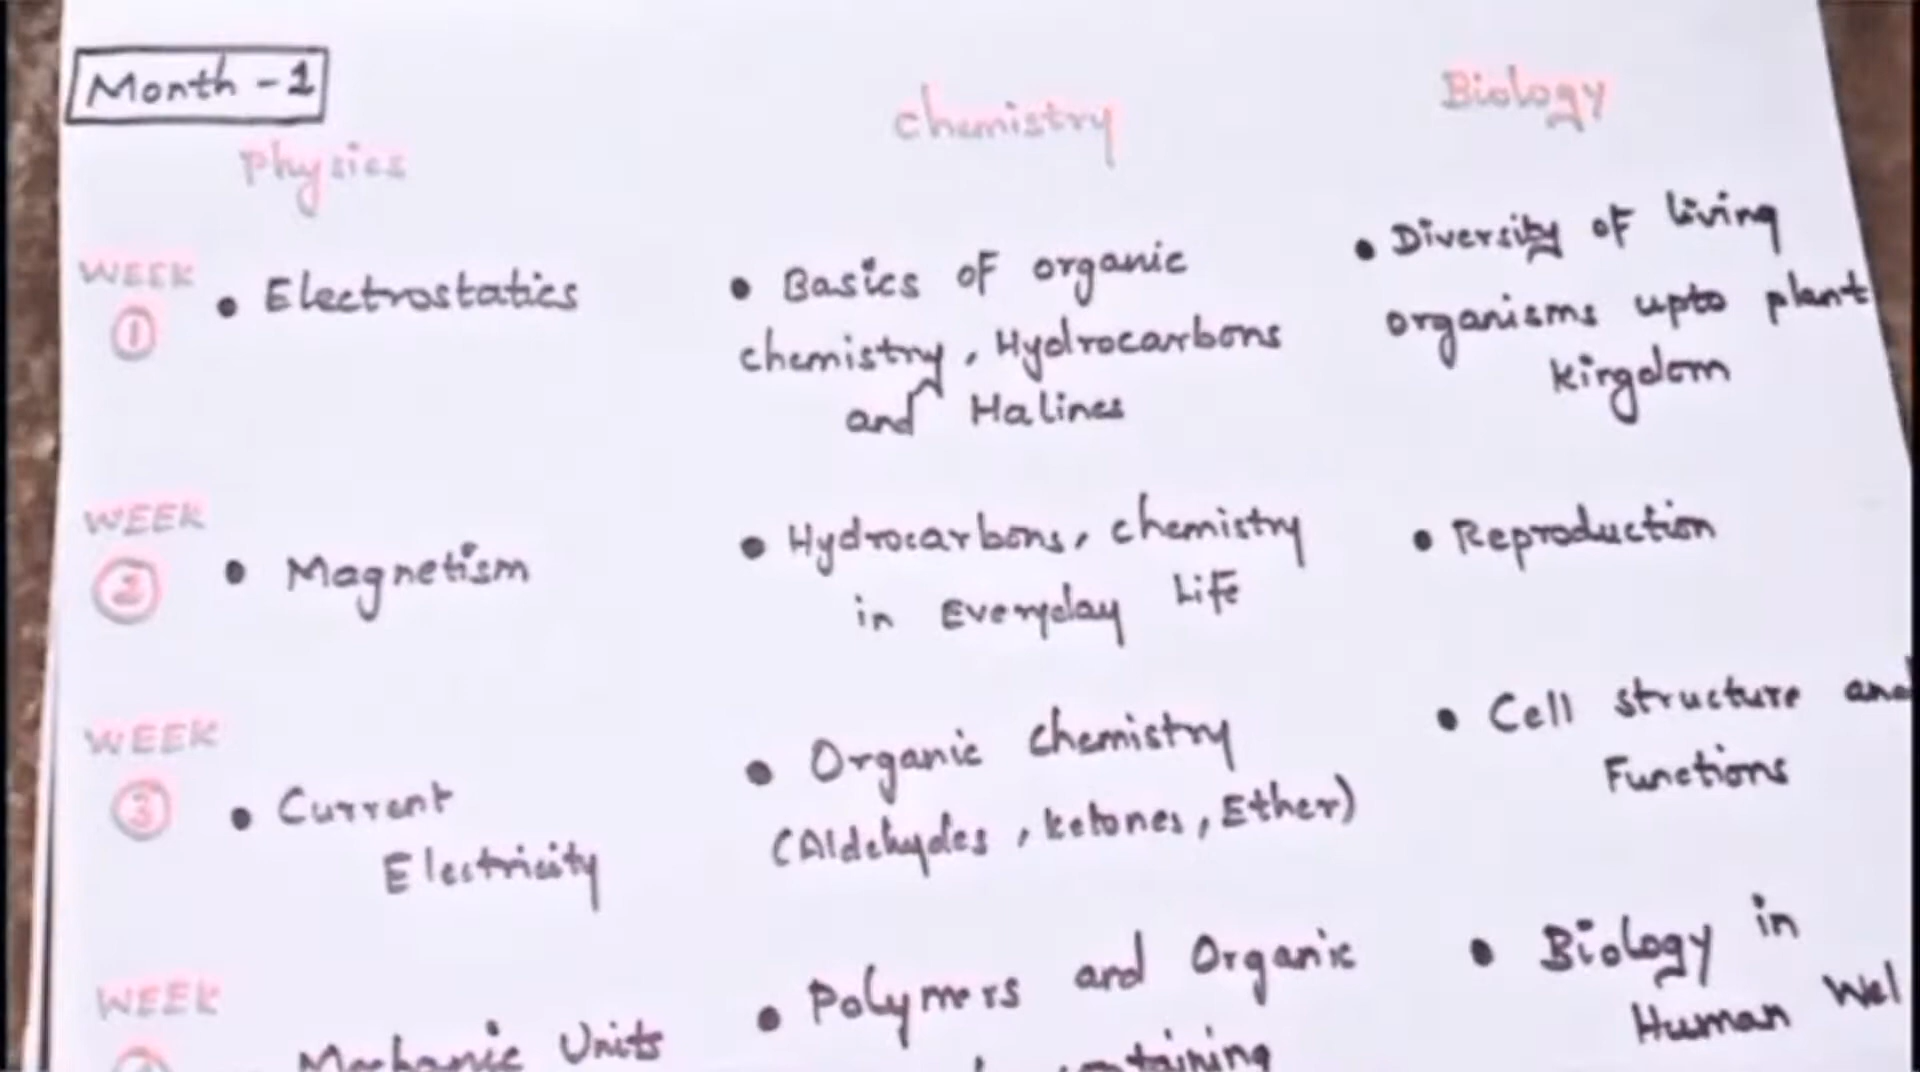 Month - 1
Physics
Chemistry
Biology
WEEK
1
• Electrostatics
• Basics of organic
chemistry, Hydrocarbons
and Halines
• Diversity of living
organisms upto plant
kingdom
WEEK
2
• Magnetism
• Hydrocarbons, chemistry
in Everyday Life
• Reproduction
WEEK
3
• Current
Electricity
• Organic chemistry
(Aldehydes, ketones, Ether)
• Cell structure and
Functions
WEEK
Mechanic Units
• Polymers and Organic
• Biology in
Human Wel